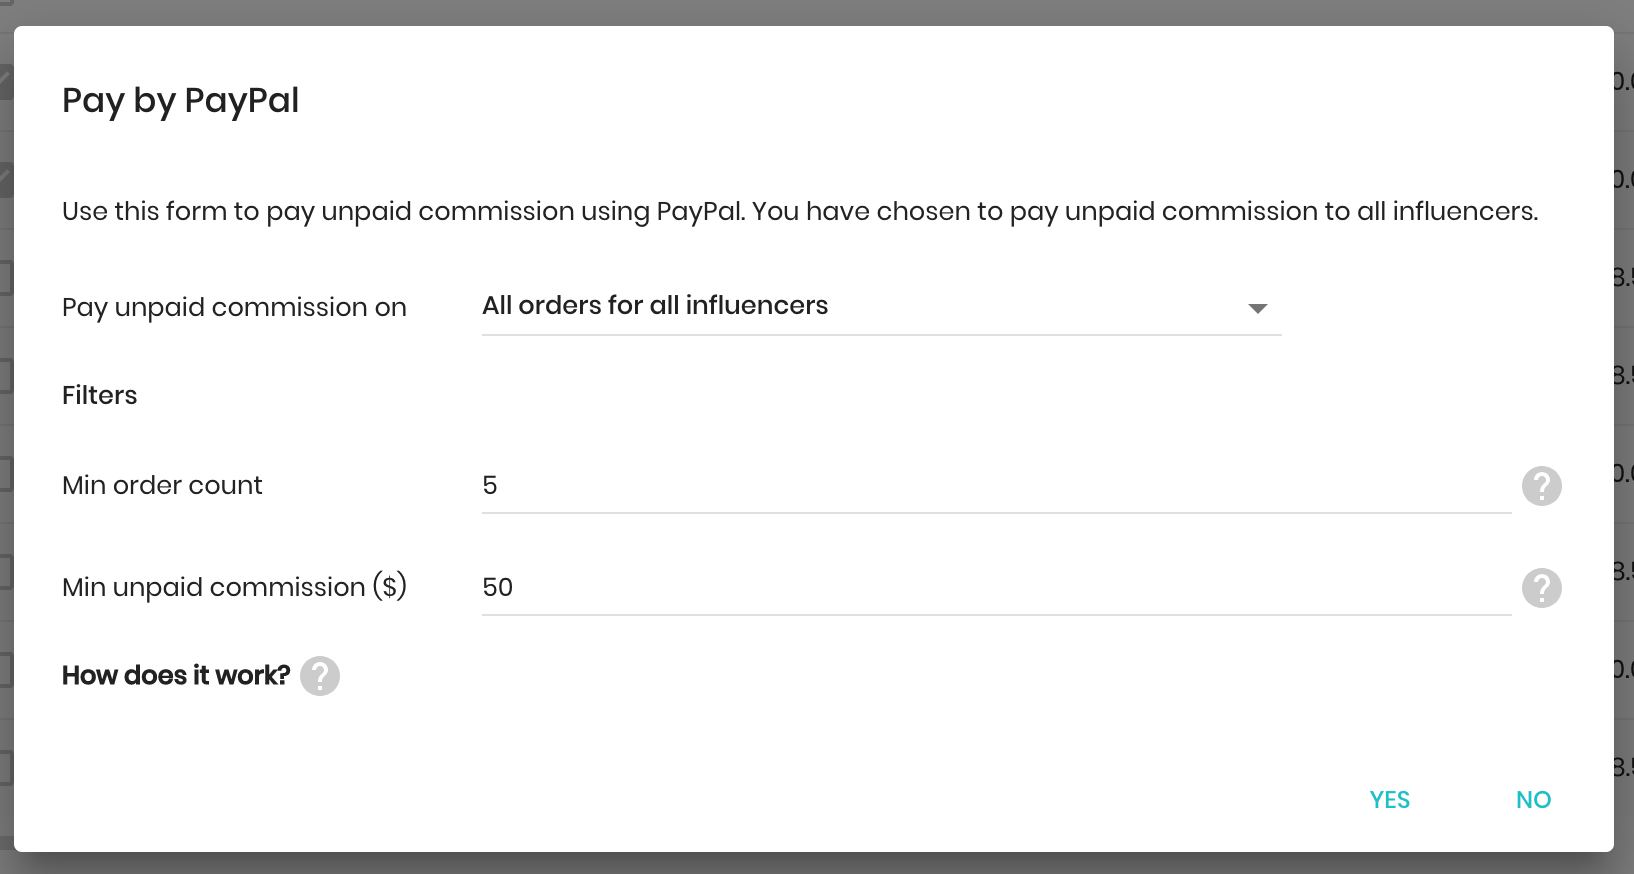 Pay by PayPal
Use this form to pay unpaid commission using PayPal. You have chosen to pay unpaid commission to all influencers.
Pay unpaid commission on All orders for all influencers
Filters
Min order count 5 ?
Min unpaid commission ($) 50 ?
How does it work? ?
YES NO